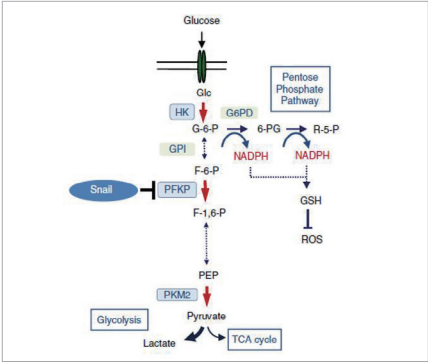 Glucose
Glc
Pentose
Phosphate
Pathway
HK
G6PD
G-6-P
6-PG
R-5-P
GPI
NADPH
NADPH
F-6-P
Snail
PFKP
GSH
F-1,6-P
ROS
PEP
PKM2
Pyruvate
Glycolysis
Lactate
TCA cycle